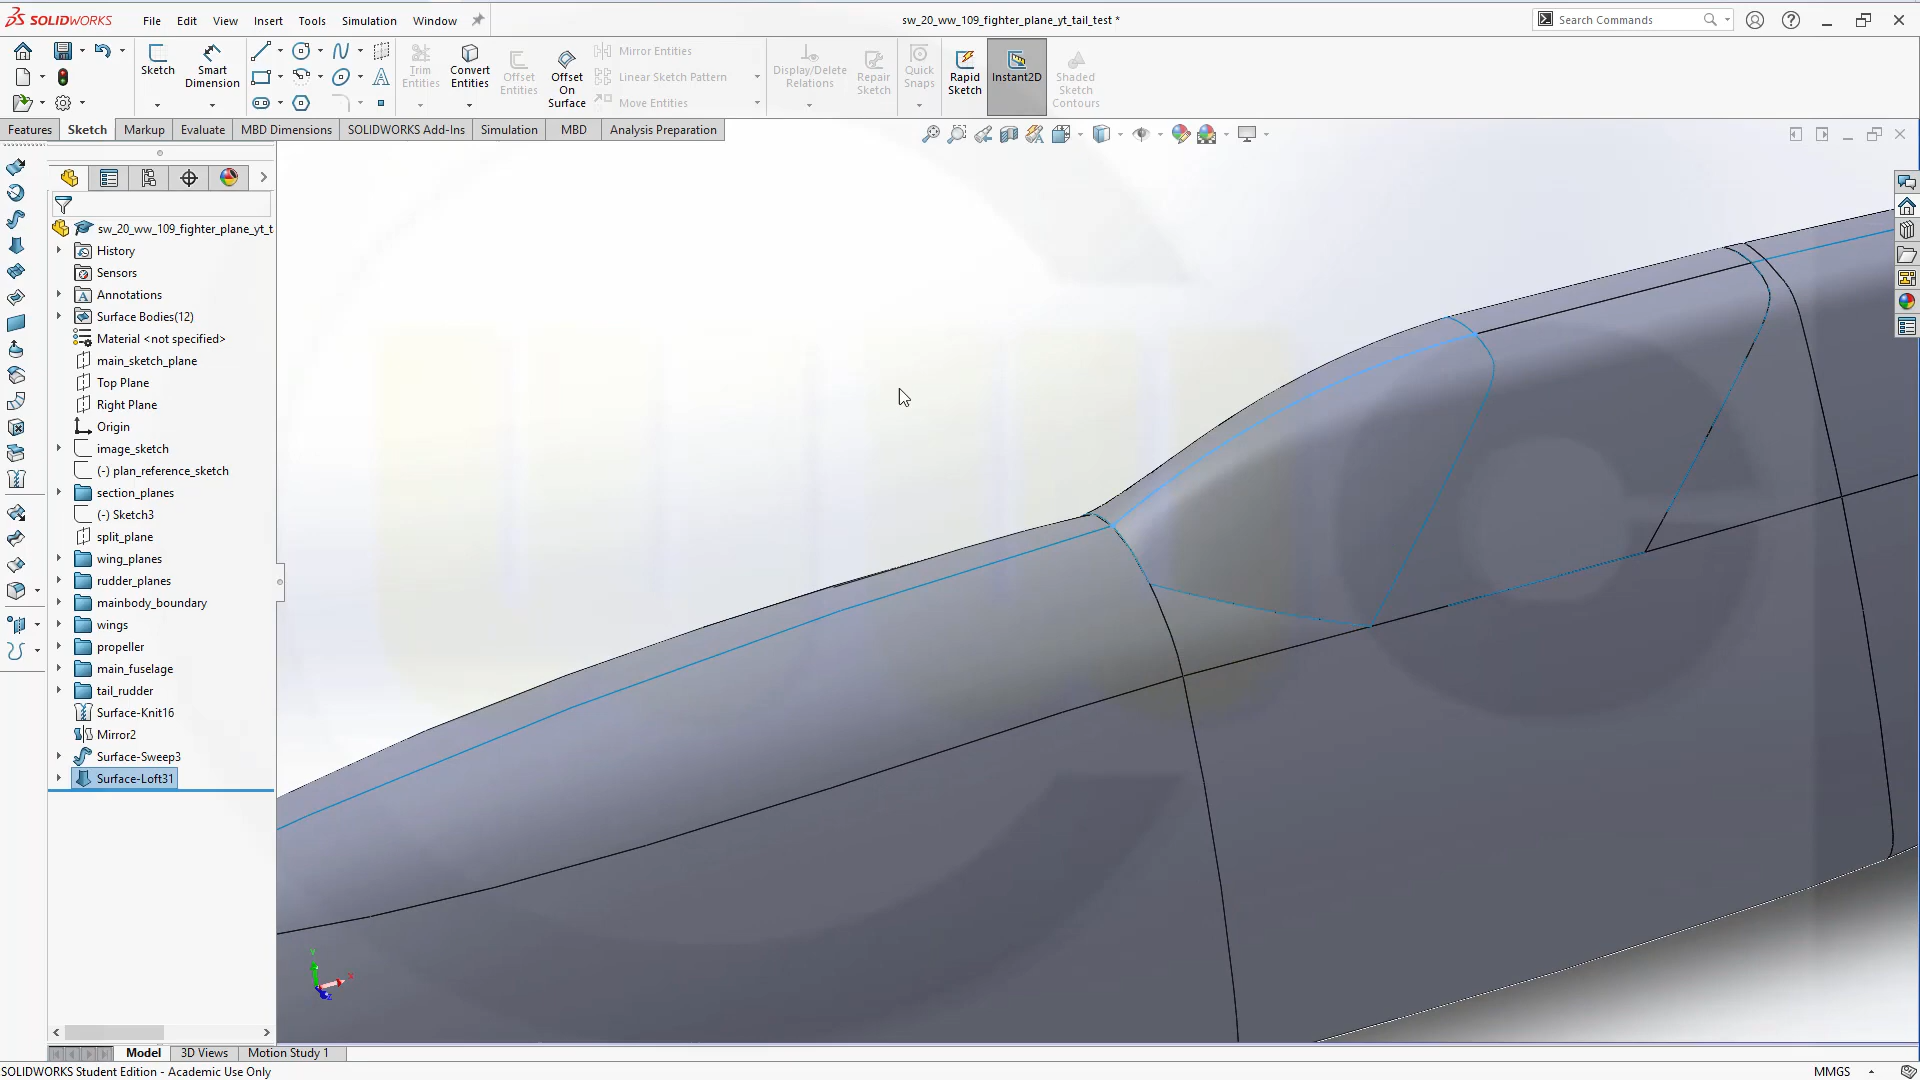 SOLIDWORKS File Edit View Insert Tools Simulation Window
sw_20_ww_109_fighter_plane_yt_tail_test *
Search Commands
Sketch
Smart Dimension
Trim Entities
Convert Entities
Offset Entities
Offset On Surface
Mirror Entities
Linear Sketch Pattern
Move Entities
Display/Delete Relations
Repair Sketch
Quick Snaps
Rapid Sketch
Instant2D
Shaded Sketch Contours
Features Sketch Markup Evaluate MBD Dimensions SOLIDWORKS Add-Ins Simulation MBD Analysis Preparation
sw_20_ww_109_fighter_plane_yt_t
History
Sensors
Annotations
Surface Bodies(12)
Material <not specified>
main_sketch_plane
Top Plane
Right Plane
Origin
image_sketch
(-) plan_reference_sketch
section_planes
(-) Sketch3
split_plane
wing_planes
rudder_planes
mainbody_boundary
wings
propeller
main_fuselage
tail_rudder
Surface-Knit16
Mirror2
Surface-Sweep3
Surface-Loft31
Model 3D Views Motion Study 1
SOLIDWORKS Student Edition - Academic Use Only
MMGS